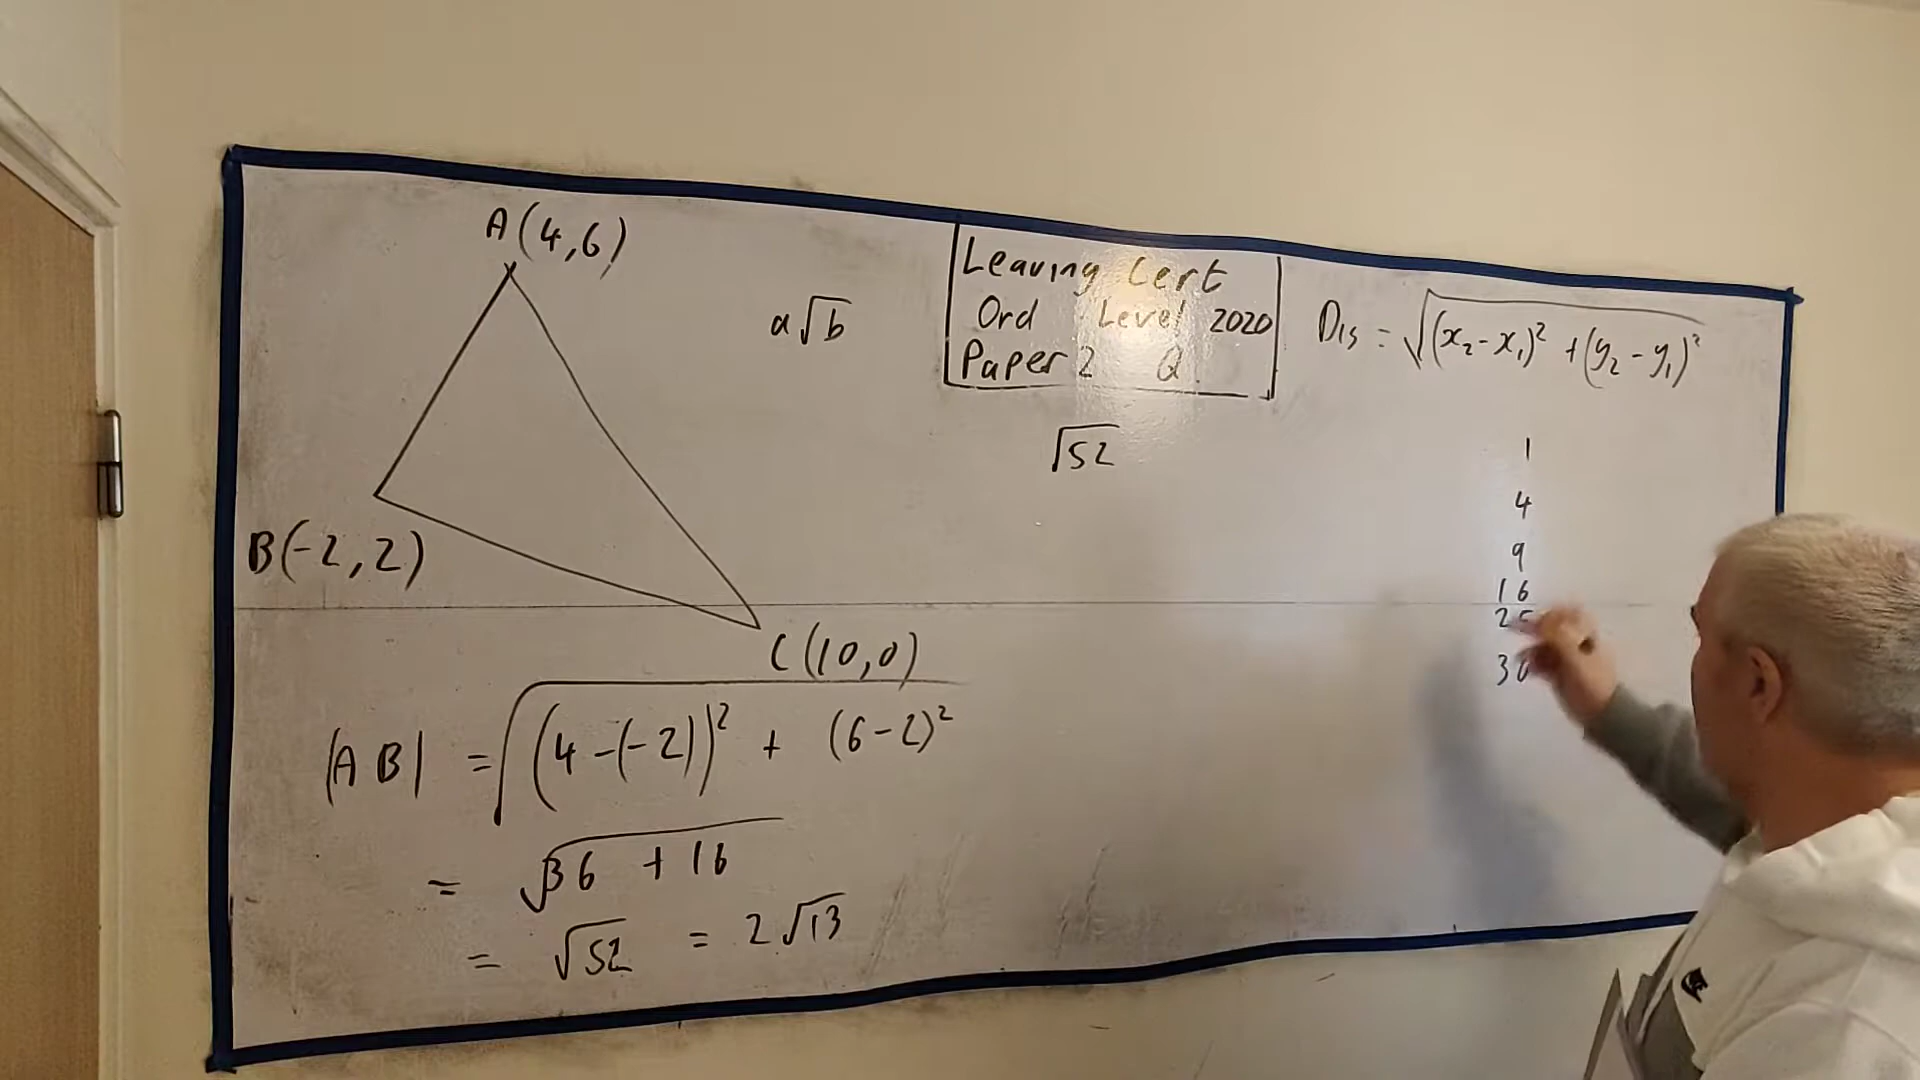 A(4,6)
a√b
Leaving Cert
Ord Level 2020
Paper 2 Q
Dis = √(x₂-x₁)² + (y₂-y₁)²
√52
1
4
9
16
B(-2,2)
C(10,0)
|AB| = √(4-(-2))² + (6-2)²
= √36 + 16
= √52 = 2√13